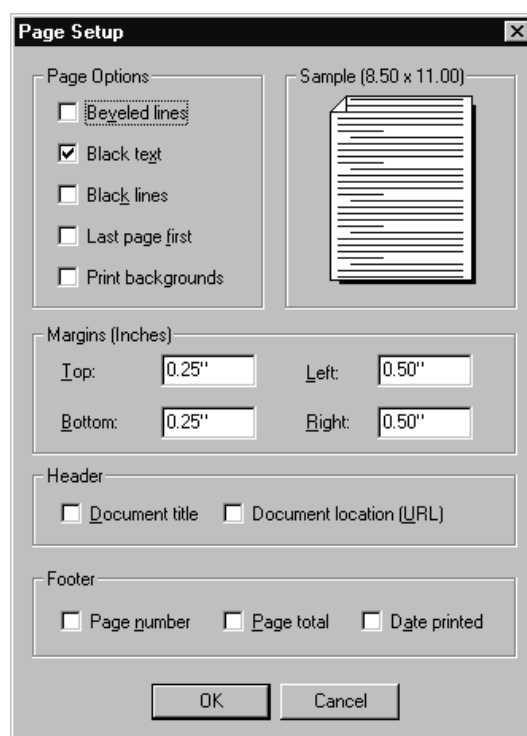 Page Setup
Page Options
Beveled lines
Black text
Black lines
Last page first
Print backgrounds
Sample (8.50 x 11.00)
Margins (Inches)
Top: 0.25" Left: 0.50"
Bottom: 0.25" Right: 0.50"
Header
Document title Document location (URL)
Footer
Page number Page total Date printed
OK Cancel